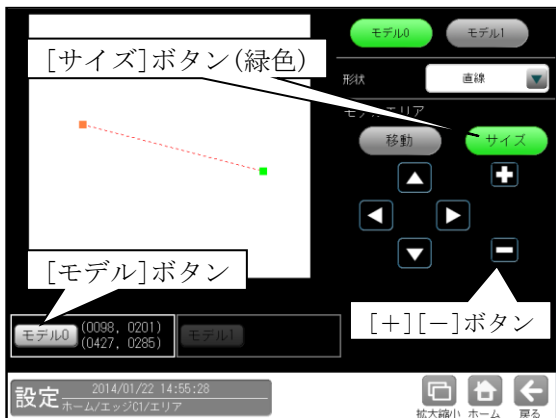 モデル0 モデル1
[サイズ]ボタン(緑色)
形状 直線
モデルエリア
移動 サイズ
[モデル]ボタン
[+][-]ボタン
モデル0 (0098, 0201)
(0427, 0285)
モデル1
設定 2014/01/22 14:55:28
ホーム/エッジC1/エリア
拡大縮小 ホーム 戻る